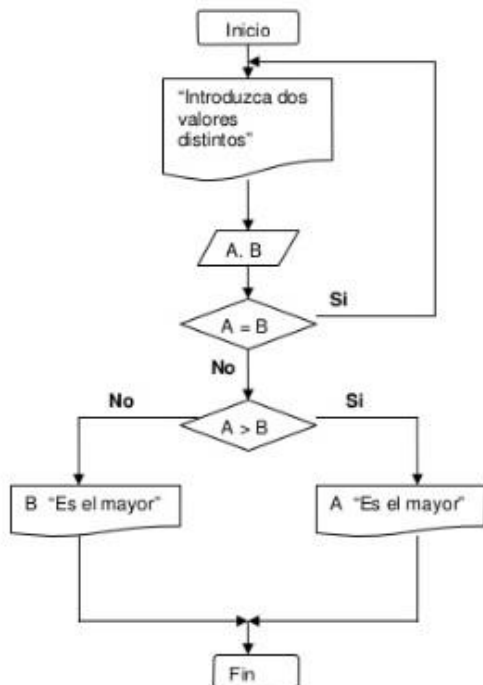 Inicio
“Introduzca dos
valores
distintos”
A. B
A = B
Si
No
A > B
No
Si
B “Es el mayor”
A “Es el mayor”
Fin